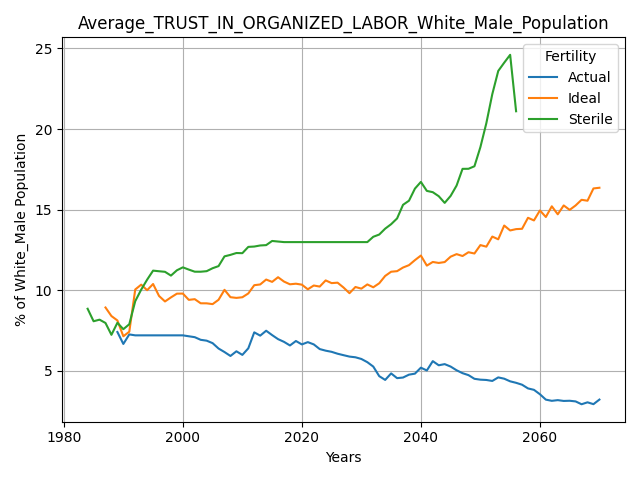 Average_TRUST_IN_ORGANIZED_LABOR_White_Male_Population
Fertility
Actual
Ideal
Sterile
% of White_Male Population
25
20
15
10
5
1980 2000 2020 2040 2060
Years